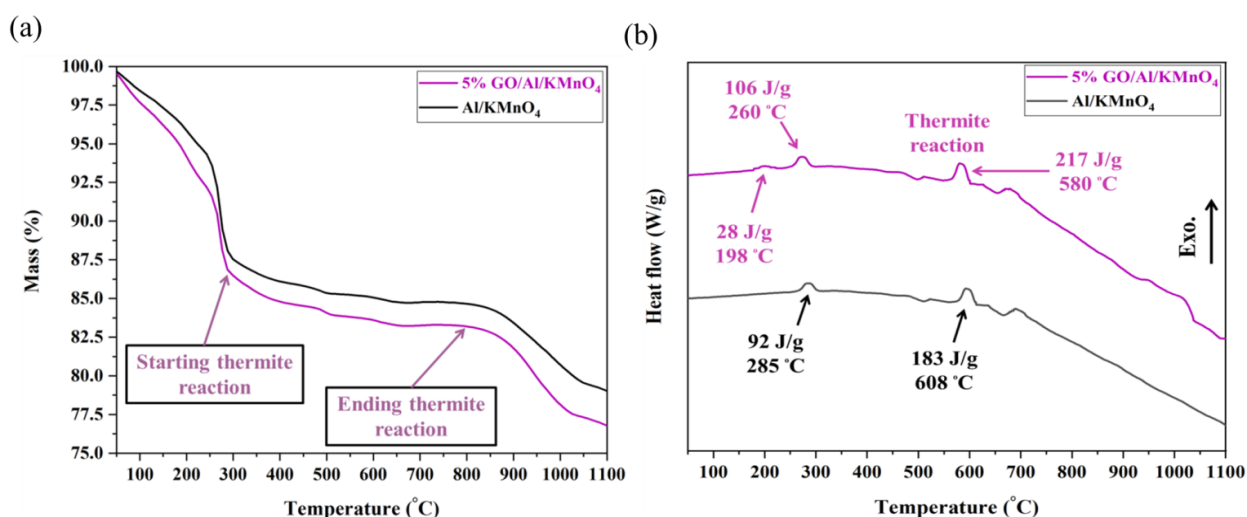 (a)
100.0
97.5
95.0
92.5
90.0
87.5
85.0
82.5
80.0
77.5
75.0
Mass (%)
5% GO/Al/KMnO₄
Al/KMnO₄
Starting thermite
reaction
Ending thermite
reaction
100 200 300 400 500 600 700 800 900 1000 1100
Temperature (°C)
(b)
Heat flow (W/g)
5% GO/Al/KMnO₄
Al/KMnO₄
106 J/g
260 °C
Thermite
reaction
217 J/g
580 °C
28 J/g
198 °C
Exo.
92 J/g
285 °C
183 J/g
608 °C
100 200 300 400 500 600 700 800 900 1000 1100
Temperature (°C)